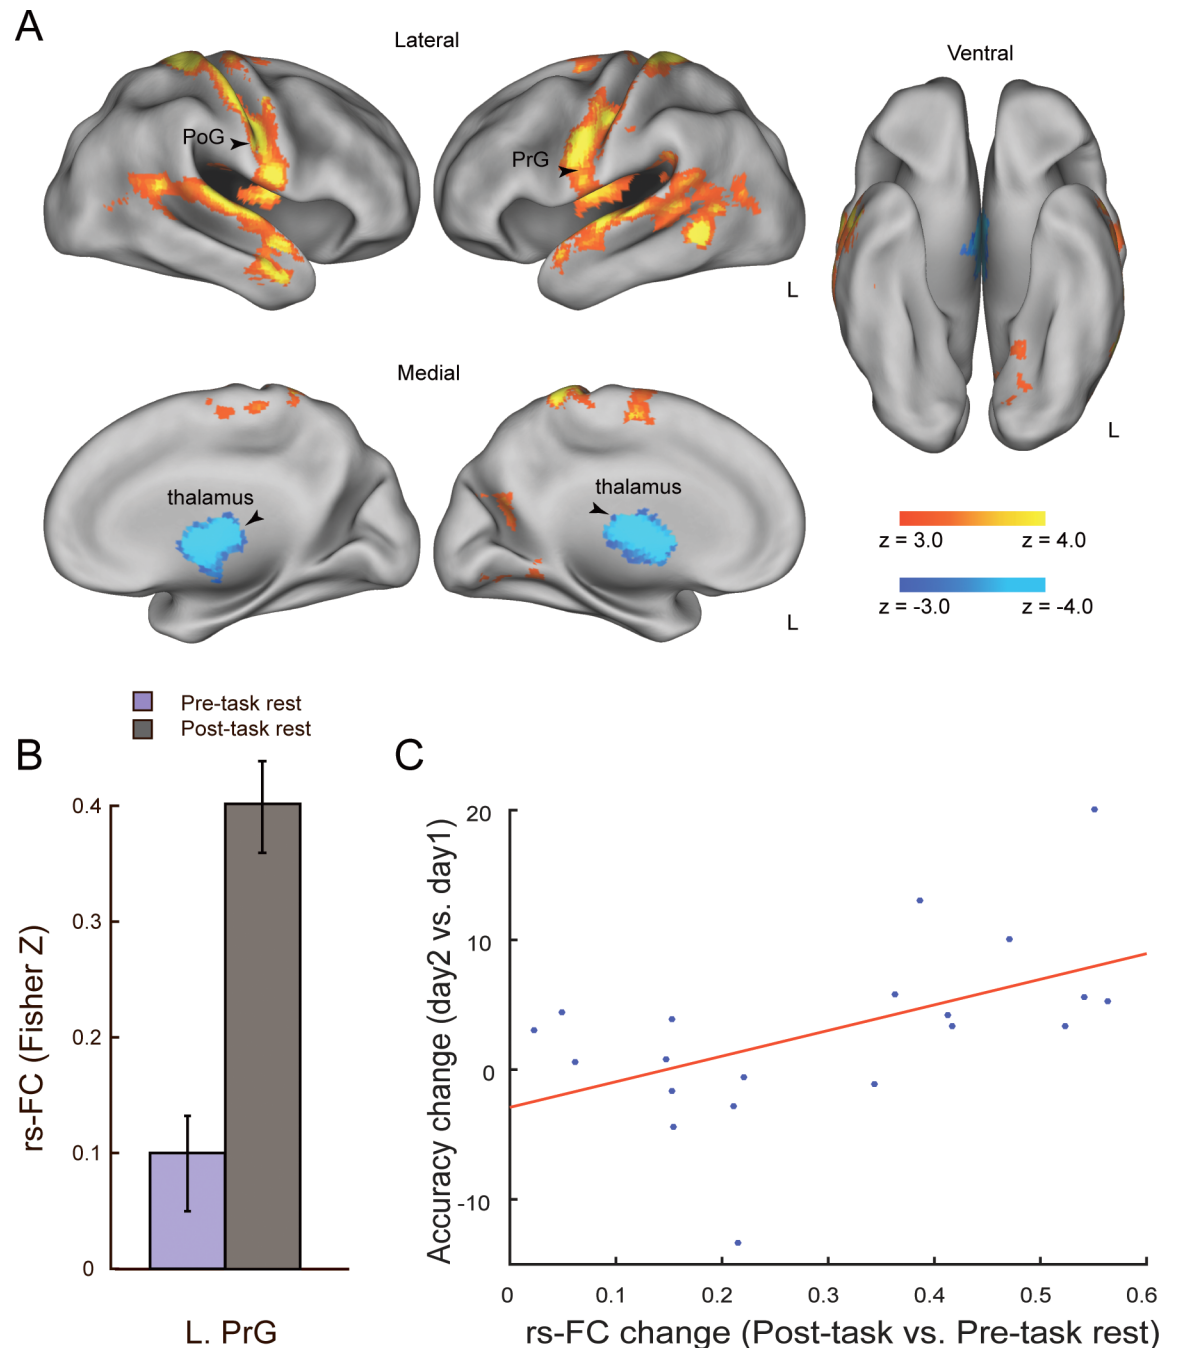 A
Lateral
Ventral
PoG
PrG
L
Medial
L
thalamus
thalamus
z = 3.0
z = 4.0
z = -3.0
z = -4.0
L
Pre-task rest
Post-task rest
B
rs-FC (Fisher Z)
0.4
0.3
0.2
0.1
0
L. PrG
C
Accuracy change (day2 vs. day1)
20
10
0
-10
0
0.1
0.2
0.3
0.4
0.5
0.6
rs-FC change (Post-task vs. Pre-task rest)